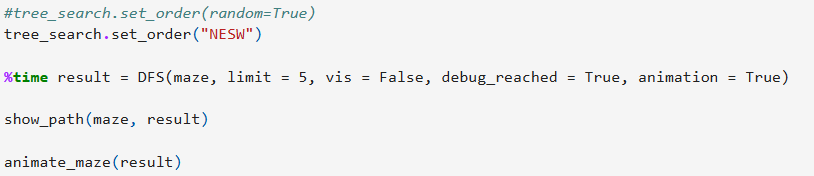 #tree_search.set_order(random=True)
tree_search.set_order("NESW")
%time result = DFS(maze, limit = 5, vis = False, debug_reached = True, animation = True)
show_path(maze, result)
animate_maze(result)